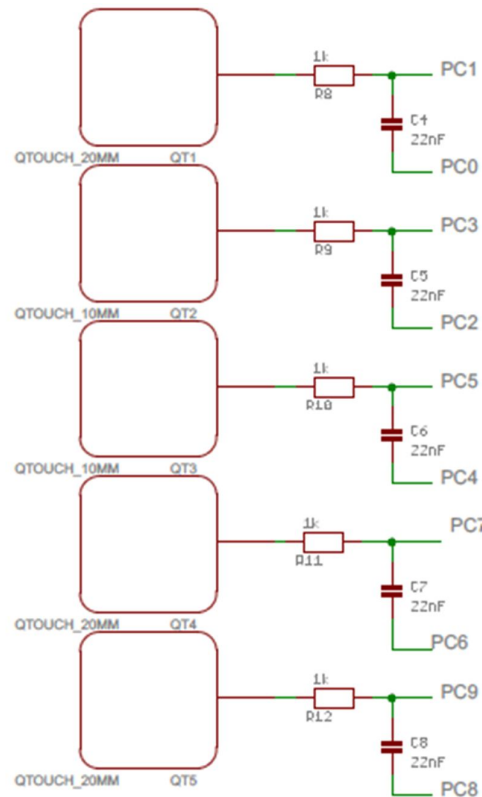 1k
PC1
R8
C4
22nF
PC0
QTOUCH_20MM QT1
1k
PC3
R9
C5
22nF
PC2
QTOUCH_10MM QT2
1k
PC5
R10
C6
22nF
PC4
QTOUCH_10MM QT3
1k
PC7
R11
C7
22nF
PC6
QTOUCH_20MM QT4
1k
PC9
R12
C8
22nF
PC8
QTOUCH_20MM QT5